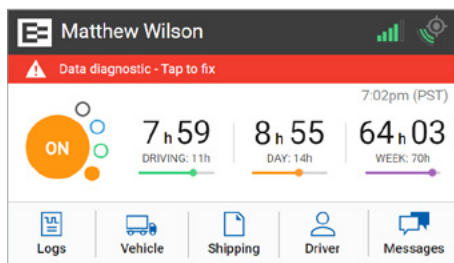 Matthew Wilson
Data diagnostic - Tap to fix
7:02pm (PST)
ON
7h59 8h55 64h03
DRIVING: 11h DAY: 14h WEEK: 70h
Logs Vehicle Shipping Driver Messages